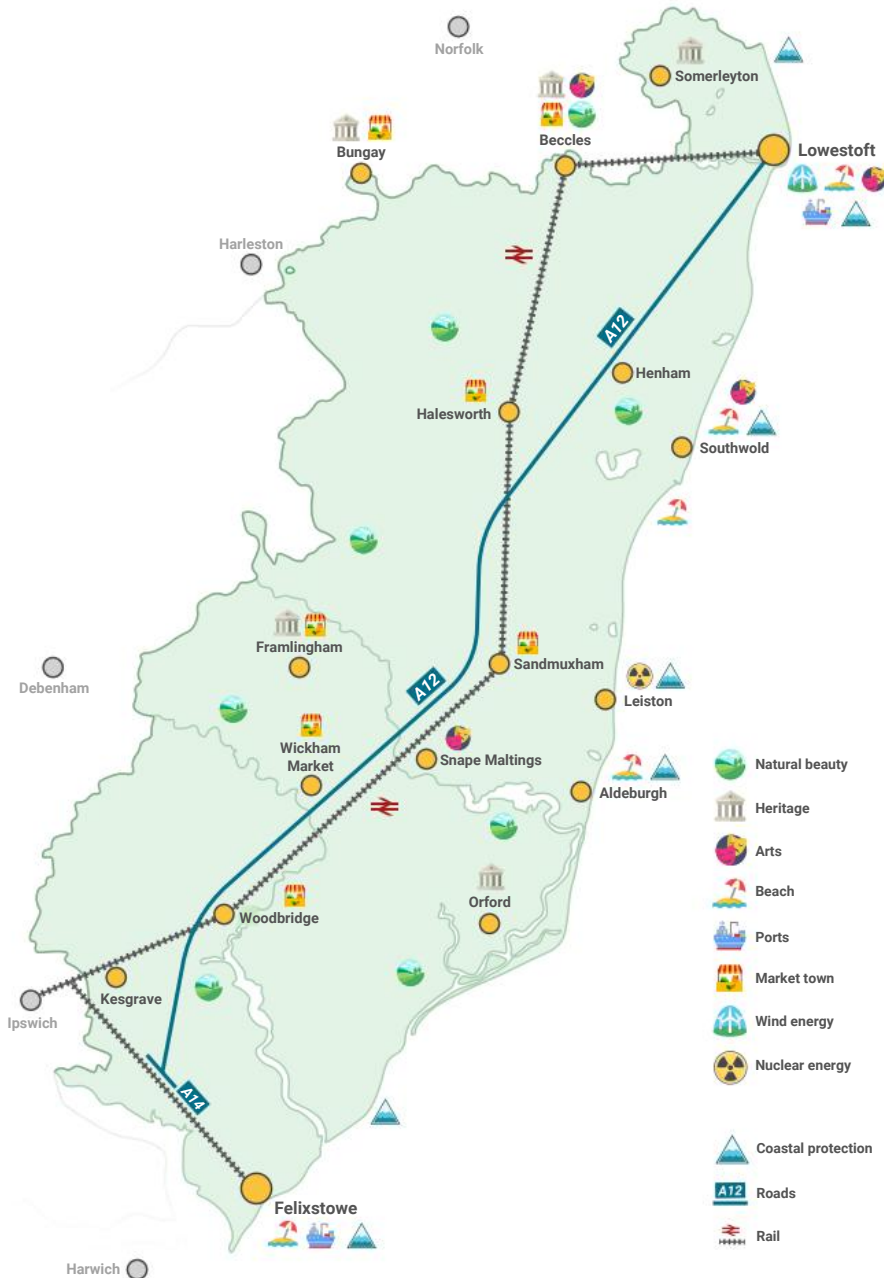 Norfolk
Somerleyton
Beccles
Lowestoft
Bungay
Harleston
A12
Henham
Halesworth
Southwold
Framlingham
Sandmuxham
Debenham
A12
Leiston
Wickham
Market
Snape Maltings
Aldeburgh
Orford
Woodbridge
Kesgrave
Ipswich
A14
Felixstowe
Harwich
Natural beauty
Heritage
Arts
Beach
Ports
Market town
Wind energy
Nuclear energy
Coastal protection
A12 Roads
Rail